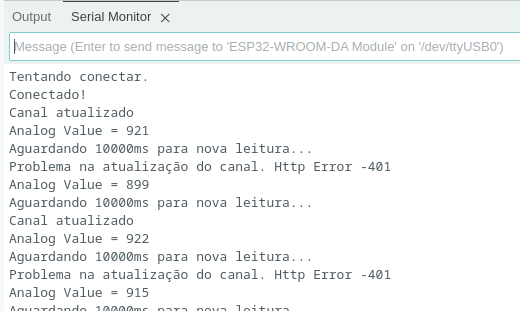 Output Serial Monitor
Message (Enter to send message to 'ESP32-WROOM-DA Module' on '/dev/ttyUSB0')
Tentando conectar.
Conectado!
Canal atualizado
Analog Value = 921
Aguardando 10000ms para nova leitura...
Problema na atualização do canal. Http Error -401
Analog Value = 899
Aguardando 10000ms para nova leitura...
Canal atualizado
Analog Value = 922
Aguardando 10000ms para nova leitura...
Problema na atualização do canal. Http Error -401
Analog Value = 915
Aguardando 10000ms para nova leitura